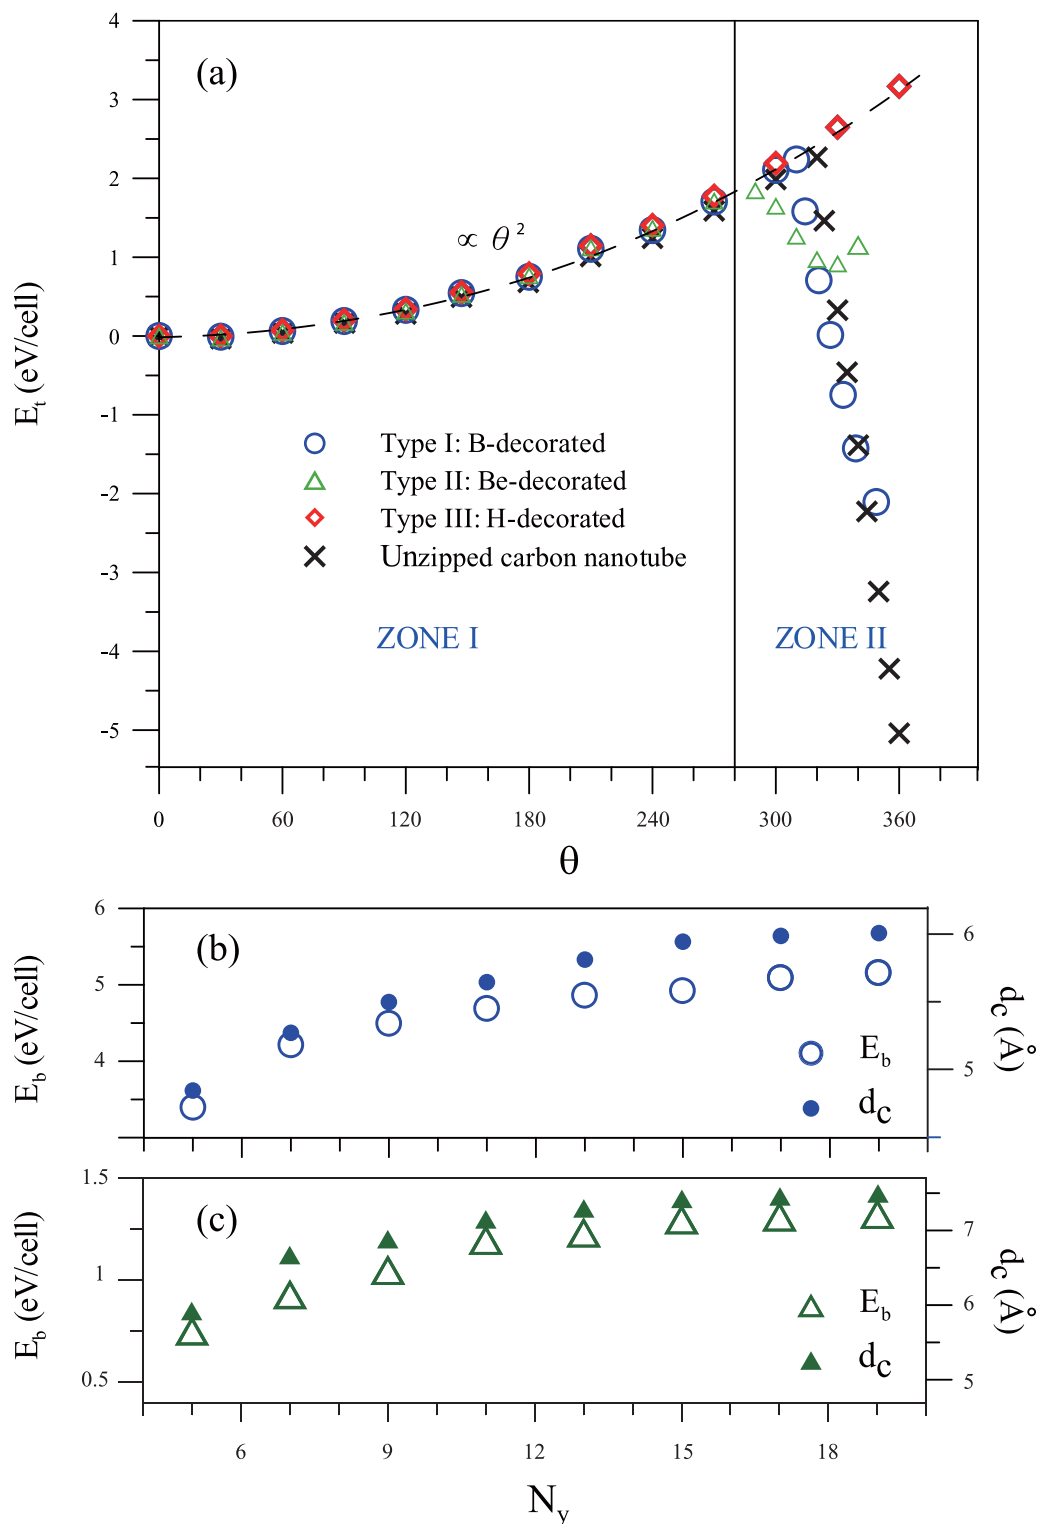 4
(a)
3
2
∝ θ²
1
0
-1
-2
-3
-4
-5
E_t (eV/cell)
Type I: B-decorated
Type II: Be-decorated
Type III: H-decorated
Unzipped carbon nanotube
ZONE I
ZONE II
0 60 120 180 240 300 360
θ
6
5
4
E_b (eV/cell)
(b)
E_b
d_c
6
5
d_c (Å)
1.5
1
0.5
E_b (eV/cell)
(c)
E_b
d_c
7
6
5
d_c (Å)
6 9 12 15 18
N_y